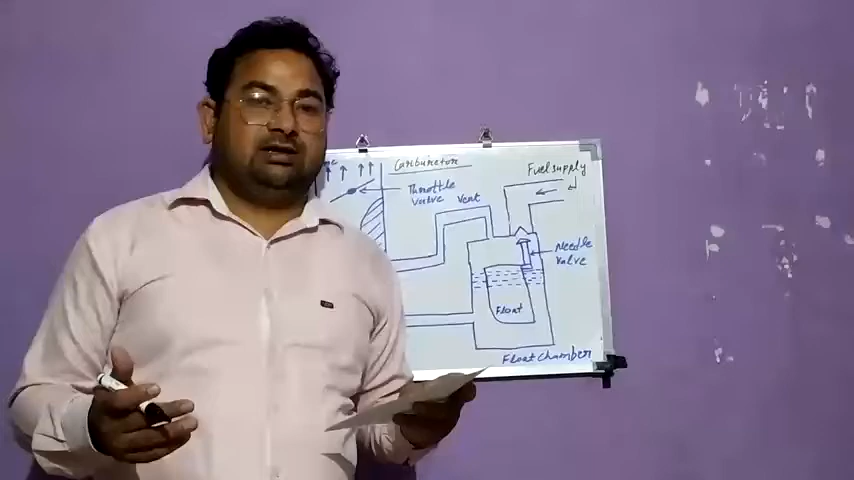 Carburetor
Fuel supply
Throttle
valve
Vent
Needle
valve
Float
Float chamber